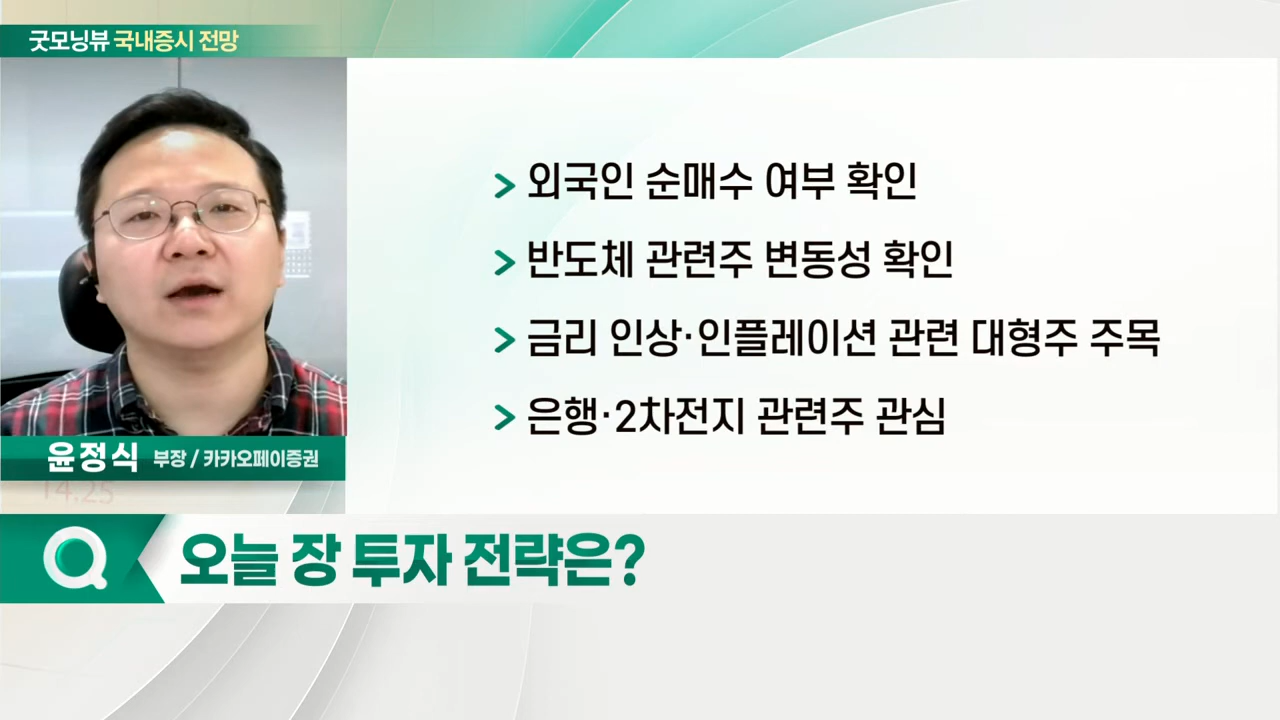 굿모닝뷰 국내증시 전망
> 외국인 순매수 여부 확인
> 반도체 관련주 변동성 확인
> 금리 인상·인플레이션 관련 대형주 주목
> 은행·2차전지 관련주 관심
윤정식 부장 / 카카오페이증권
14.25
Q 오늘 장 투자 전략은?